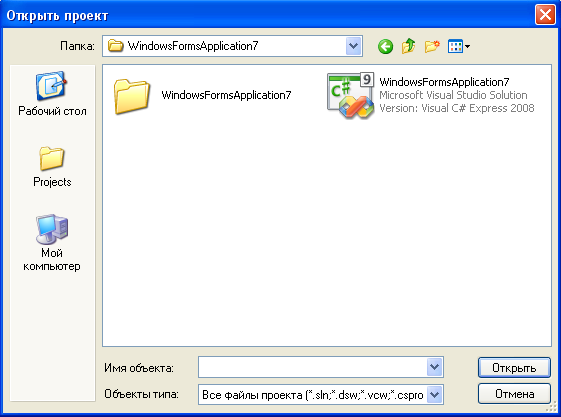 Открыть проект
Папка:
WindowsFormsApplication7
Рабочий стол
Projects
Мой
компьютер
WindowsFormsApplication7
9
C#
WindowsFormsApplication7
Microsoft Visual Studio Solution
Version: Visual C# Express 2008
Имя объекта:
Открыть
Объекты типа:
Все файлы проекта (*.sln;*.dsw;*.vcw;*.cspro
Отмена